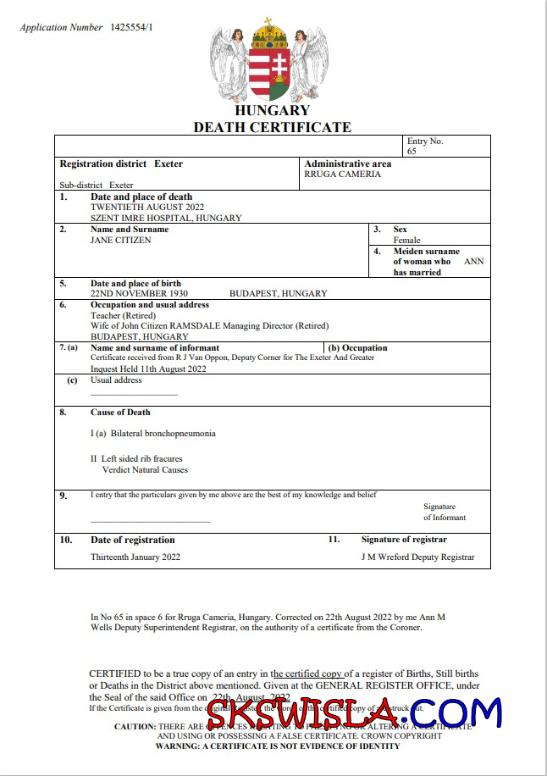 Application Number 1425554/1
HUNGARY
DEATH CERTIFICATE
Entry No.
65
Registration district Exeter
Sub-district Exeter
Administrative area
RRUGA CAMERIA
1. Date and place of death
TWENTIETH AUGUST 2022
SZENT IMRE HOSPITAL, HUNGARY
2. Name and Surname
JANE CITIZEN
3. Sex
Female
4. Meiden surname
of woman who ANN
has married
5. Date and place of birth
22ND NOVEMBER 1930 BUDAPEST, HUNGARY
6. Occupation and usual address
Teacher (Retired)
Wife of John Citizen RAMSDALE Managing Director (Retired)
BUDAPEST, HUNGARY
7. (a) Name and surname of informant (b) Occupation
Certificate received from R J Van Oppon, Deputy Corner for The Exeter And Greater
Inquest Held 11th August 2022
(c) Usual address
8. Cause of Death
I (a) Bilateral bronchopneumonia
II Left sided rib fracures
Verdict Natural Causes
9. I entry that the particulars given by me above are the best of my knowledge and belief
Signature
of Informant
10. Date of registration
Thirteenth January 2022
11. Signature of registrar
J M Wreford Deputy Registrar
In No 65 in space 6 for Rruga Cameria, Hungary. Corrected on 22th August 2022 by me Ann M
Wells Deputy Superintendent Registrar, on the authority of a certificate from the Coroner.
CERTIFIED to be a true copy of an entry in the certified copy of a register of Births, Still births
or Deaths in the District above mentioned. Given at the GENERAL REGISTER OFFICE, under
the Seal of the said Office on 22th August 2022
If the Certificate is given from the original Register, the certified copy struck out.
SKSWISLA.COM
CAUTION: THERE ARE OFFENCES RELATING TO OR ALTERING A CERTIFICATE
AND USING OR POSSESSING A FALSE CERTIFICATE. CROWN COPYRIGHT
WARNING: A CERTIFICATE IS NOT EVIDENCE OF IDENTITY